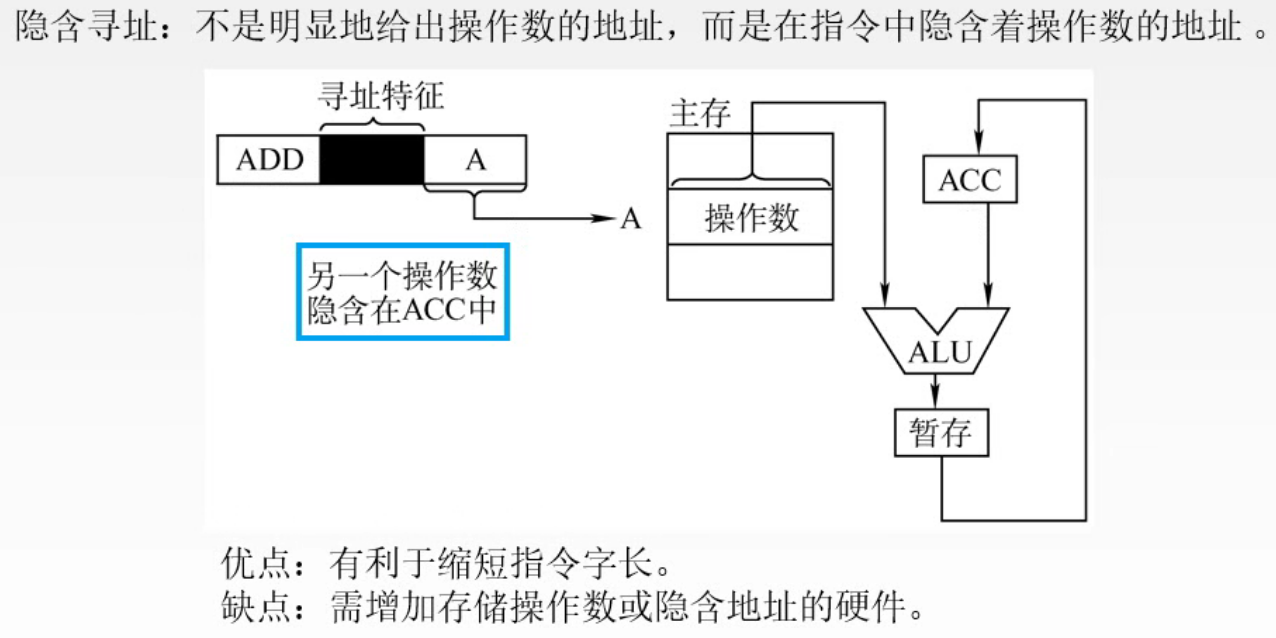 隐含寻址：不是明显地给出操作数的地址，而是在指令中隐含着操作数的地址 。
寻址特征
ADD
A
A
另一个操作数
隐含在ACC中
主存
操作数
ACC
ALU
暂存
优点：有利于缩短指令字长。
缺点：需增加存储操作数或隐含地址的硬件。